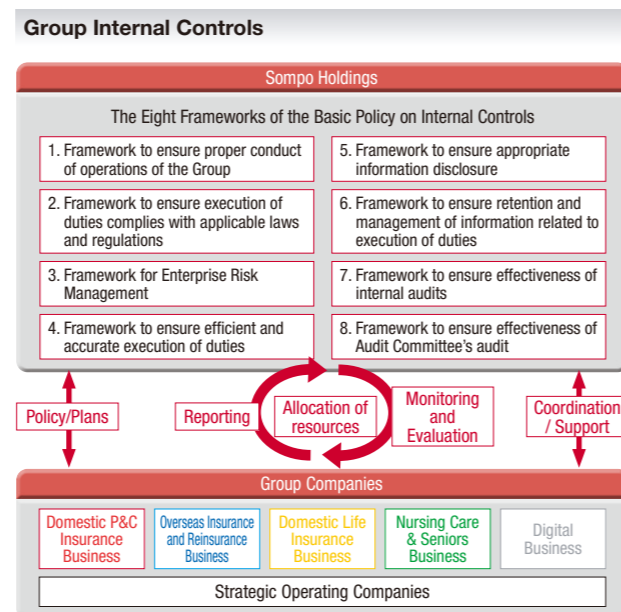 Group Internal Controls
Sompo Holdings
The Eight Frameworks of the Basic Policy on Internal Controls
1. Framework to ensure proper conduct
of operations of the Group
2. Framework to ensure execution of
duties complies with applicable laws
and regulations
3. Framework for Enterprise Risk
Management
4. Framework to ensure efficient and
accurate execution of duties
5. Framework to ensure appropriate
information disclosure
6. Framework to ensure retention and
management of information related to
execution of duties
7. Framework to ensure effectiveness of
internal audits
8. Framework to ensure effectiveness of
Audit Committee's audit
Policy/Plans
Reporting
Allocation of
resources
Monitoring
and
Evaluation
Coordination
/ Support
Group Companies
Domestic P&C
Insurance
Business
Overseas Insurance
and Reinsurance
Business
Domestic Life
Insurance
Business
Nursing Care
& Seniors
Business
Digital
Business
Strategic Operating Companies